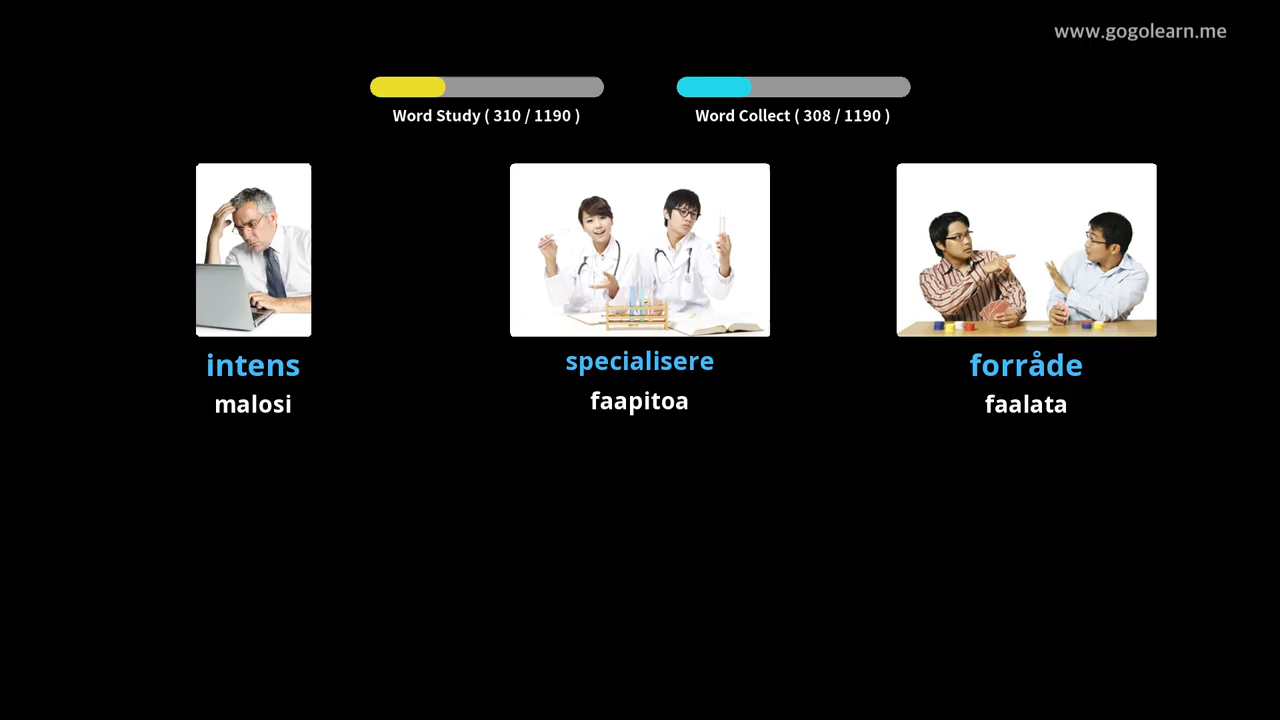 www.gogolearn.me
Word Study ( 310 / 1190 )
Word Collect ( 308 / 1190 )
intens
malosi
specialisere
faapitoa
forråde
faalata